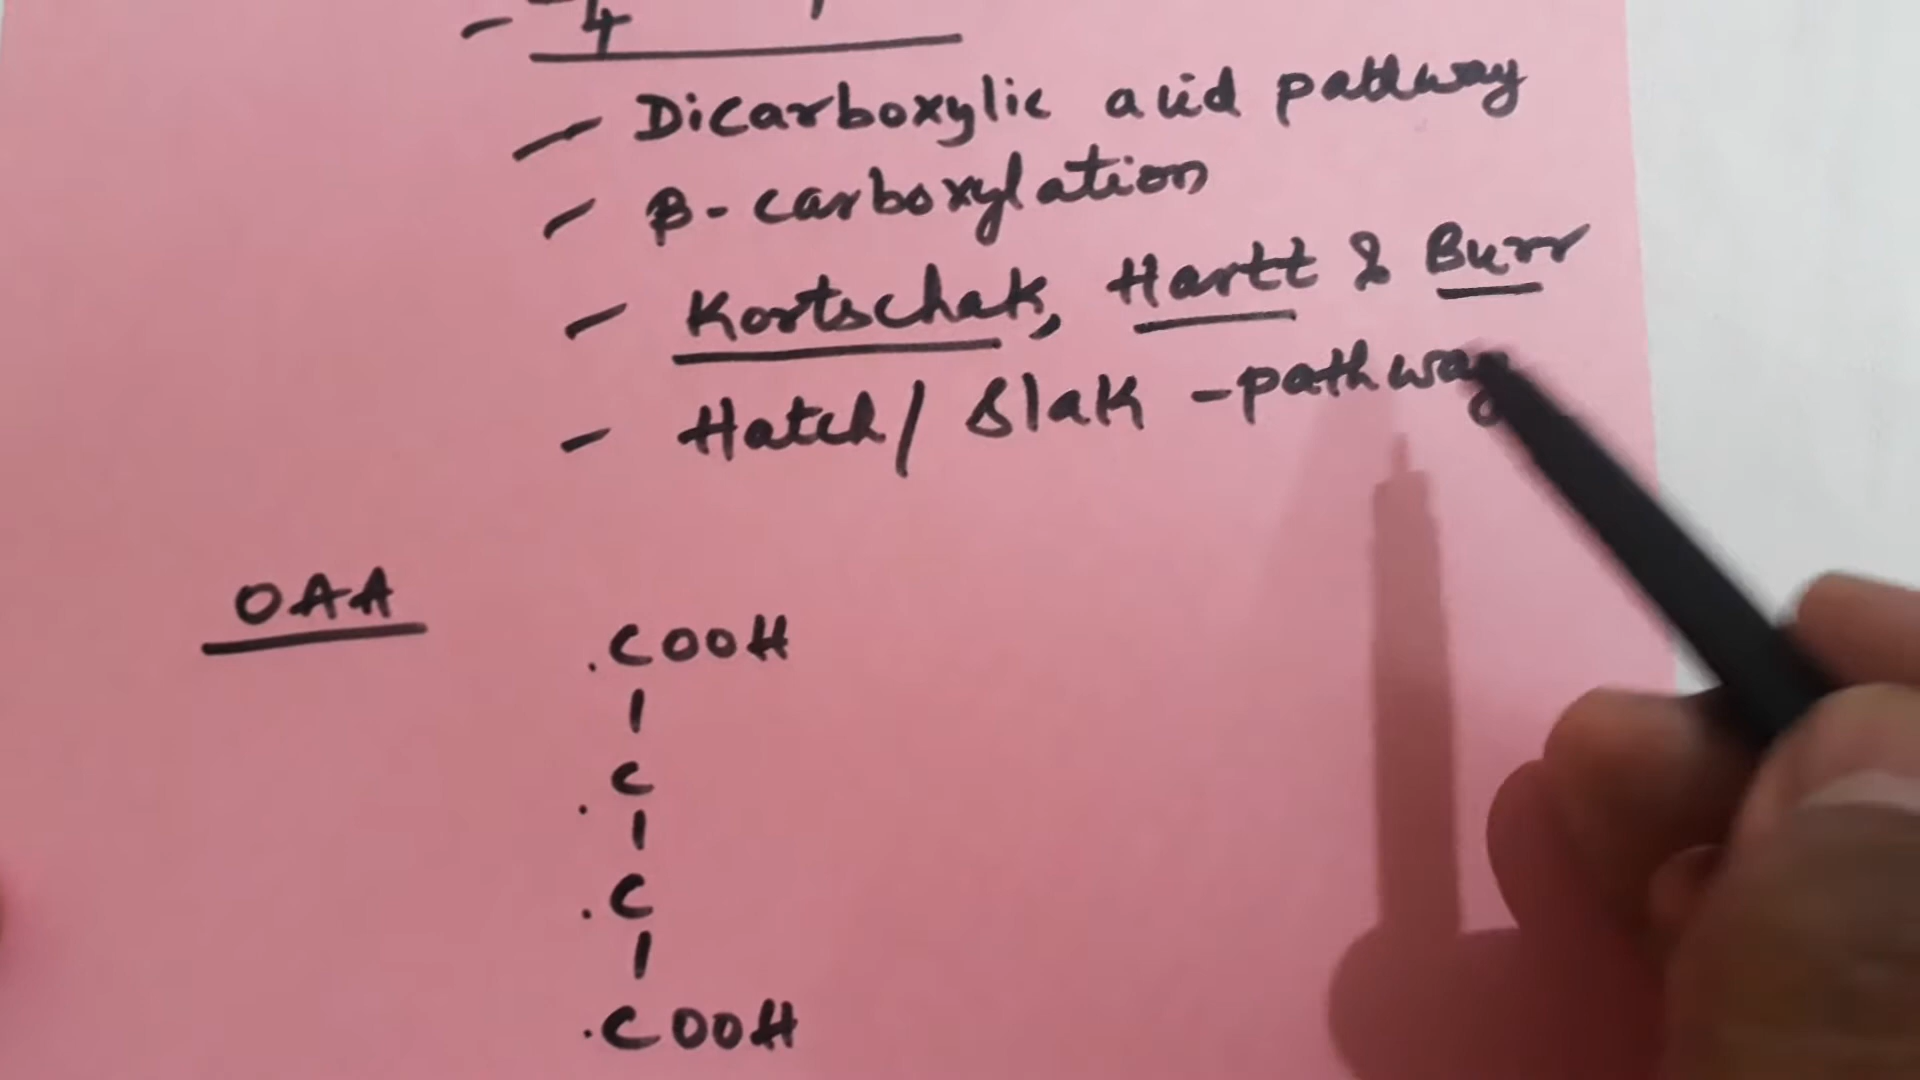 - 4
- Dicarboxylic acid pathway
- β-carboxylation
- Kortschak, Hartt & Burr
- Hatch/ Slak -pathway
OAA
.COOH
.C
.C
.COOH